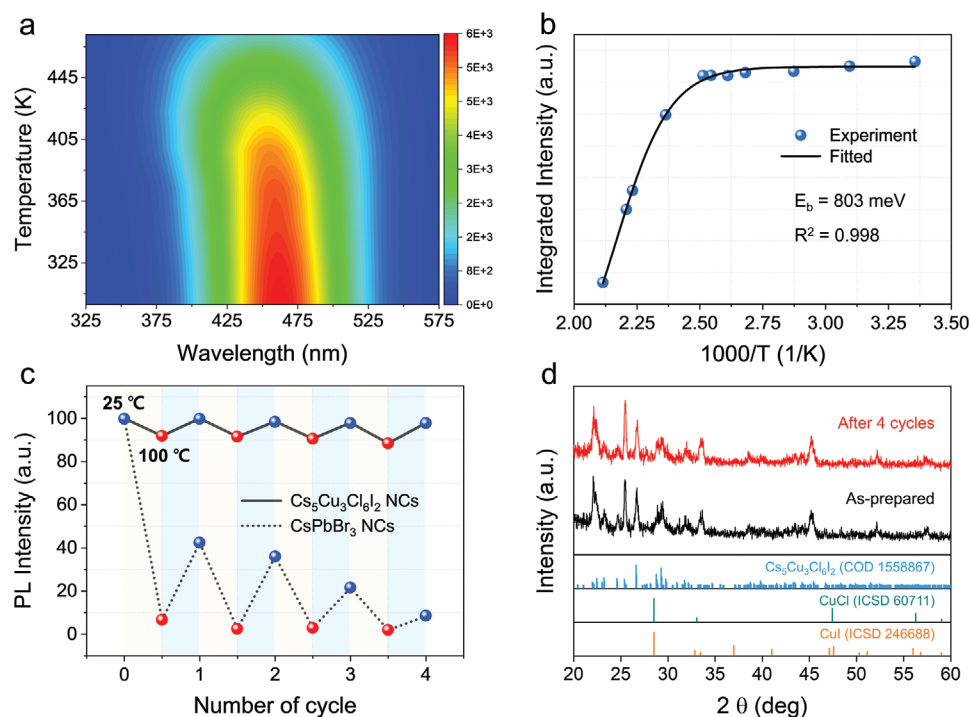 a
Temperature (K)
445
405
365
325
325
375
425
475
525
575
Wavelength (nm)
6E+3
6E+3
5E+3
4E+3
4E+3
3E+3
2E+3
2E+3
8E+2
0E+0
b
Integrated Intensity (a.u.)
Experiment
Fitted
E_b = 803 meV
R² = 0.998
2.00
2.25
2.50
2.75
3.00
3.25
3.50
1000/T (1/K)
c
PL Intensity (a.u.)
100
80
60
40
20
0
25 ℃
100 ℃
Cs₅Cu₃Cl₆I₂ NCs
CsPbBr₃ NCs
0
1
2
3
4
Number of cycle
d
Intensity (a.u.)
After 4 cycles
As-prepared
Cs₅Cu₃Cl₆I₂ (COD 1558867)
CuCl (ICSD 60711)
CuI (ICSD 246688)
20
25
30
35
40
45
50
55
60
2 θ (deg)